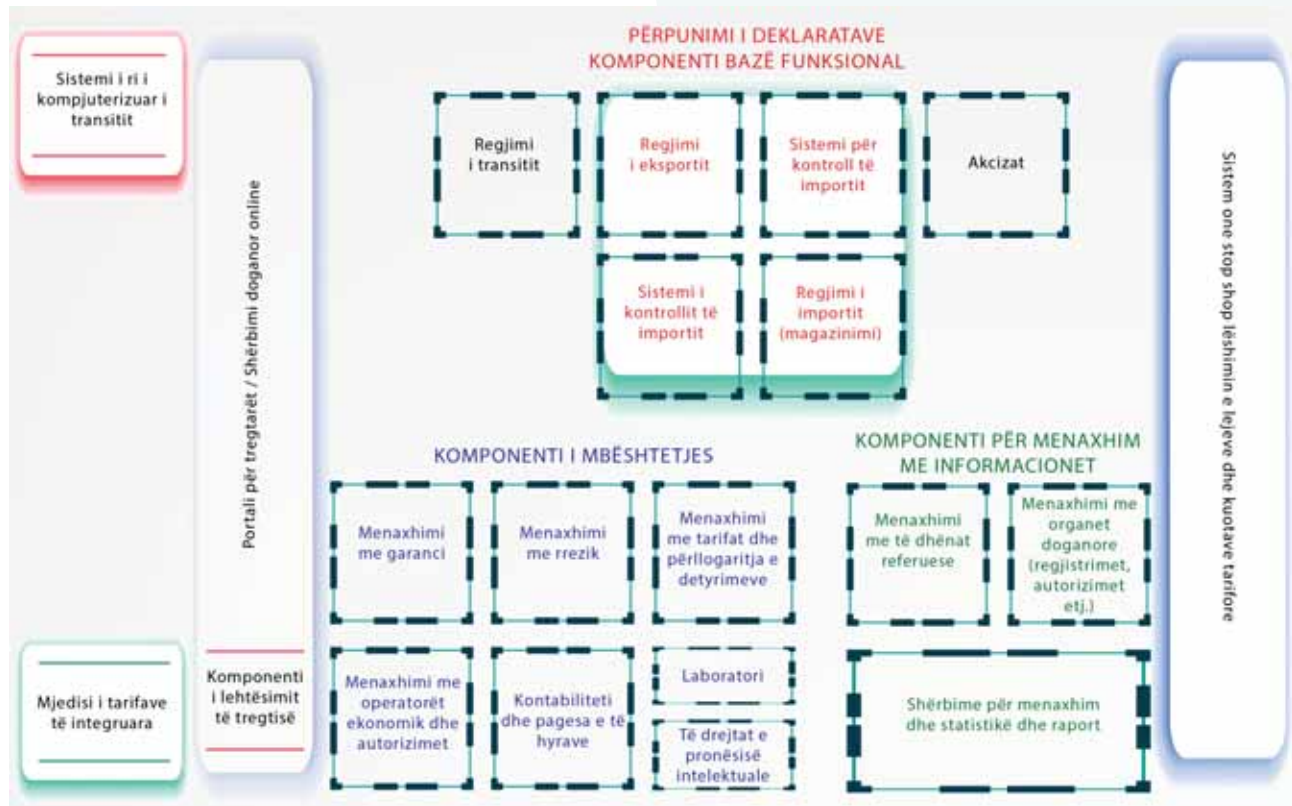 Sistemi i ri i
kompjuterizuar i
transitit
Mjedisi i tarifave
të integruara
Portali për tregtarët / Shërbimi doganor online
Komponenti
i lehtësimit
të tregtisë
PËRPUNIMI I DEKLARATAVE
KOMPONENTI BAZË FUNKSIONAL
Regjimi
i transitit
Regjimi
i eksportit
Sistemi për
kontroll të
importit
Akcizat
Sistemi i
kontrollit të
importit
Regjimi i
importit
(magazinimi)
KOMPONENTI I MBËSHTETJES
Menaxhimi
me garanci
Menaxhimi
me rrezik
Menaxhimi
me tarifat dhe
përllogaritja e
detyrimeve
Menaxhimi me
operatorët
ekonomik dhe
autorizimet
Kontabiliteti
dhe pagesa e të
hyrave
Laboratori
Të drejtat e
pronësisë
intelektuale
KOMPONENTI PËR MENAXHIM
ME INFORMACIONET
Menaxhimi
me të dhënat
referuese
Menaxhimi me
organet
doganore
(regjistrimet,
autorizimet
etj.)
Shërbime për menaxhim
dhe statistikë dhe raport
Sistem one stop shop lëshimin e lejeve dhe kuotave tarifore